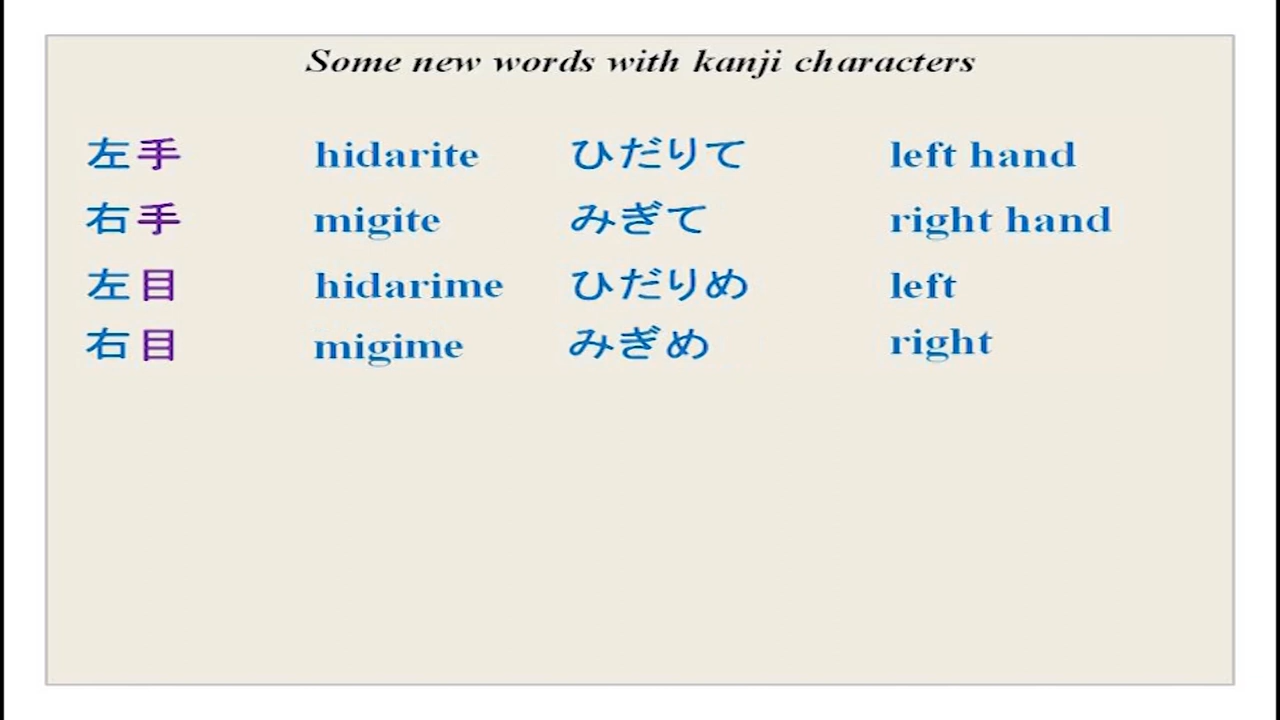 Some new words with kanji characters
左手 hidarite ひだりて left hand
右手 migite みぎて right hand
左目 hidarime ひだりめ left
右目 migime みぎめ right